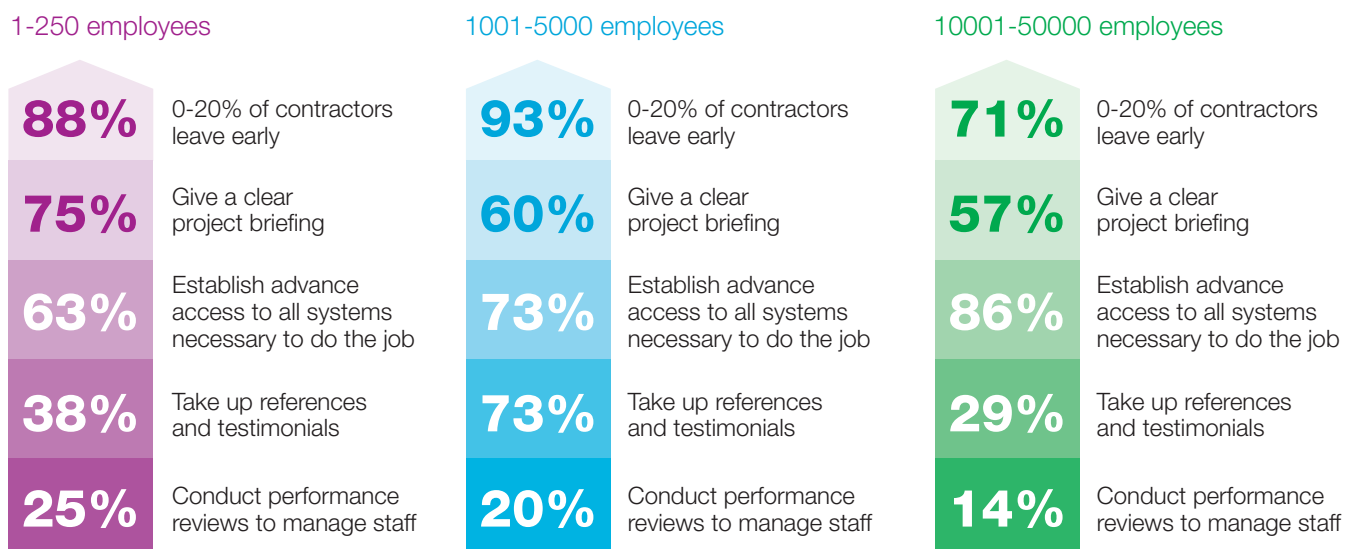 1-250 employees
88%
0-20% of contractors
leave early
75%
Give a clear
project briefing
63%
Establish advance
access to all systems
necessary to do the job
38%
Take up references
and testimonials
25%
Conduct performance
reviews to manage staff
1001-5000 employees
93%
0-20% of contractors
leave early
60%
Give a clear
project briefing
73%
Establish advance
access to all systems
necessary to do the job
73%
Take up references
and testimonials
20%
Conduct performance
reviews to manage staff
10001-50000 employees
71%
0-20% of contractors
leave early
57%
Give a clear
project briefing
86%
Establish advance
access to all systems
necessary to do the job
29%
Take up references
and testimonials
14%
Conduct performance
reviews to manage staff